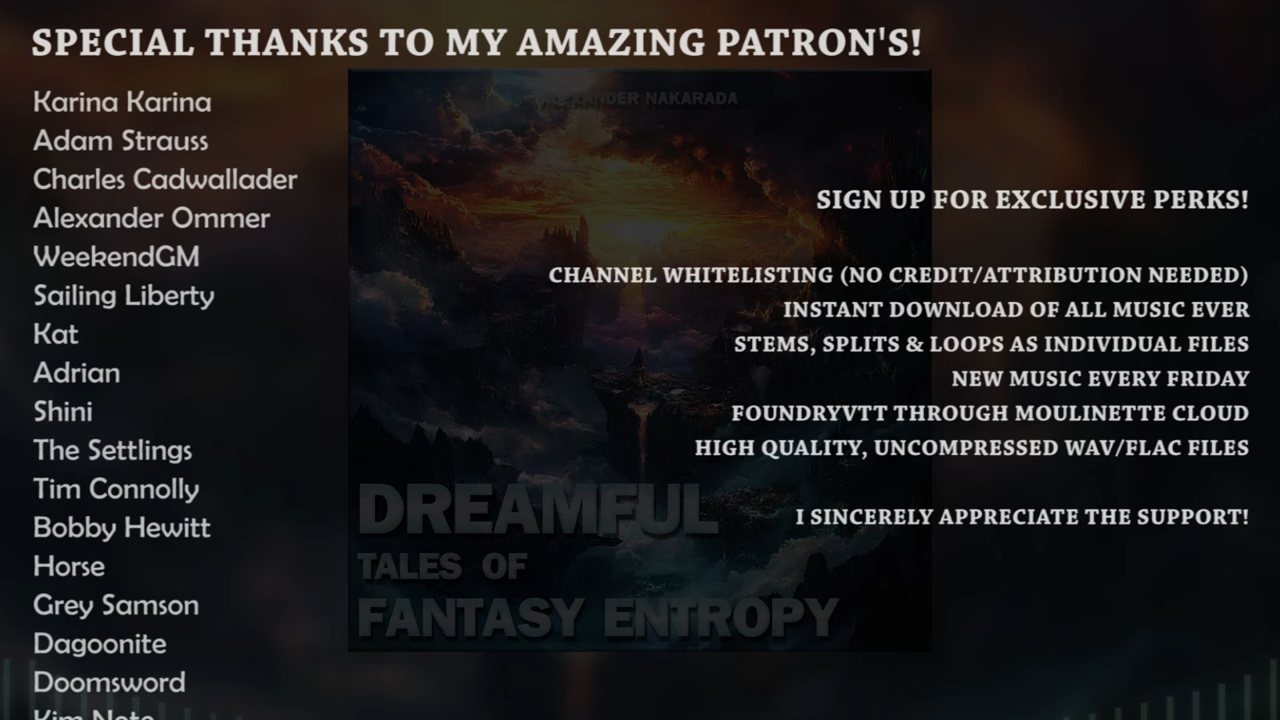 SPECIAL THANKS TO MY AMAZING PATRON'S!
Karina Karina
Adam Strauss
Charles Cadwallader
Alexander Ommer
WeekendGM
Sailing Liberty
Kat
Adrian
Shini
The Settlings
Tim Connolly
Bobby Hewitt
Horse
Grey Samson
Dagoonite
Doomsword
Kim Note
ALEXANDER NAKARADA
DREAMFUL
TALES OF
FANTASY ENTROPY
SIGN UP FOR EXCLUSIVE PERKS!
CHANNEL WHITELISTING (NO CREDIT/ATTRIBUTION NEEDED)
INSTANT DOWNLOAD OF ALL MUSIC EVER
STEMS, SPLITS & LOOPS AS INDIVIDUAL FILES
NEW MUSIC EVERY FRIDAY
FOUNDRYVTT THROUGH MOULINETTE CLOUD
HIGH QUALITY, UNCOMPRESSED WAV/FLAC FILES
I SINCERELY APPRECIATE THE SUPPORT!